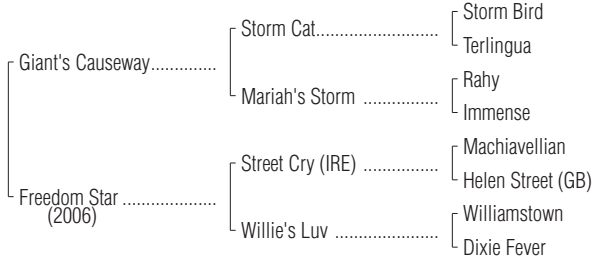 Storm Bird
Storm Cat..........................
Terlingua
Giant's Causeway..............
Rahy
Mariah's Storm ................
Immense
Machiavellian
Street Cry (IRE) ................
Helen Street (GB)
Freedom Star ....................
(2006)
Williamstown
Willie's Luv ......................
Dixie Fever